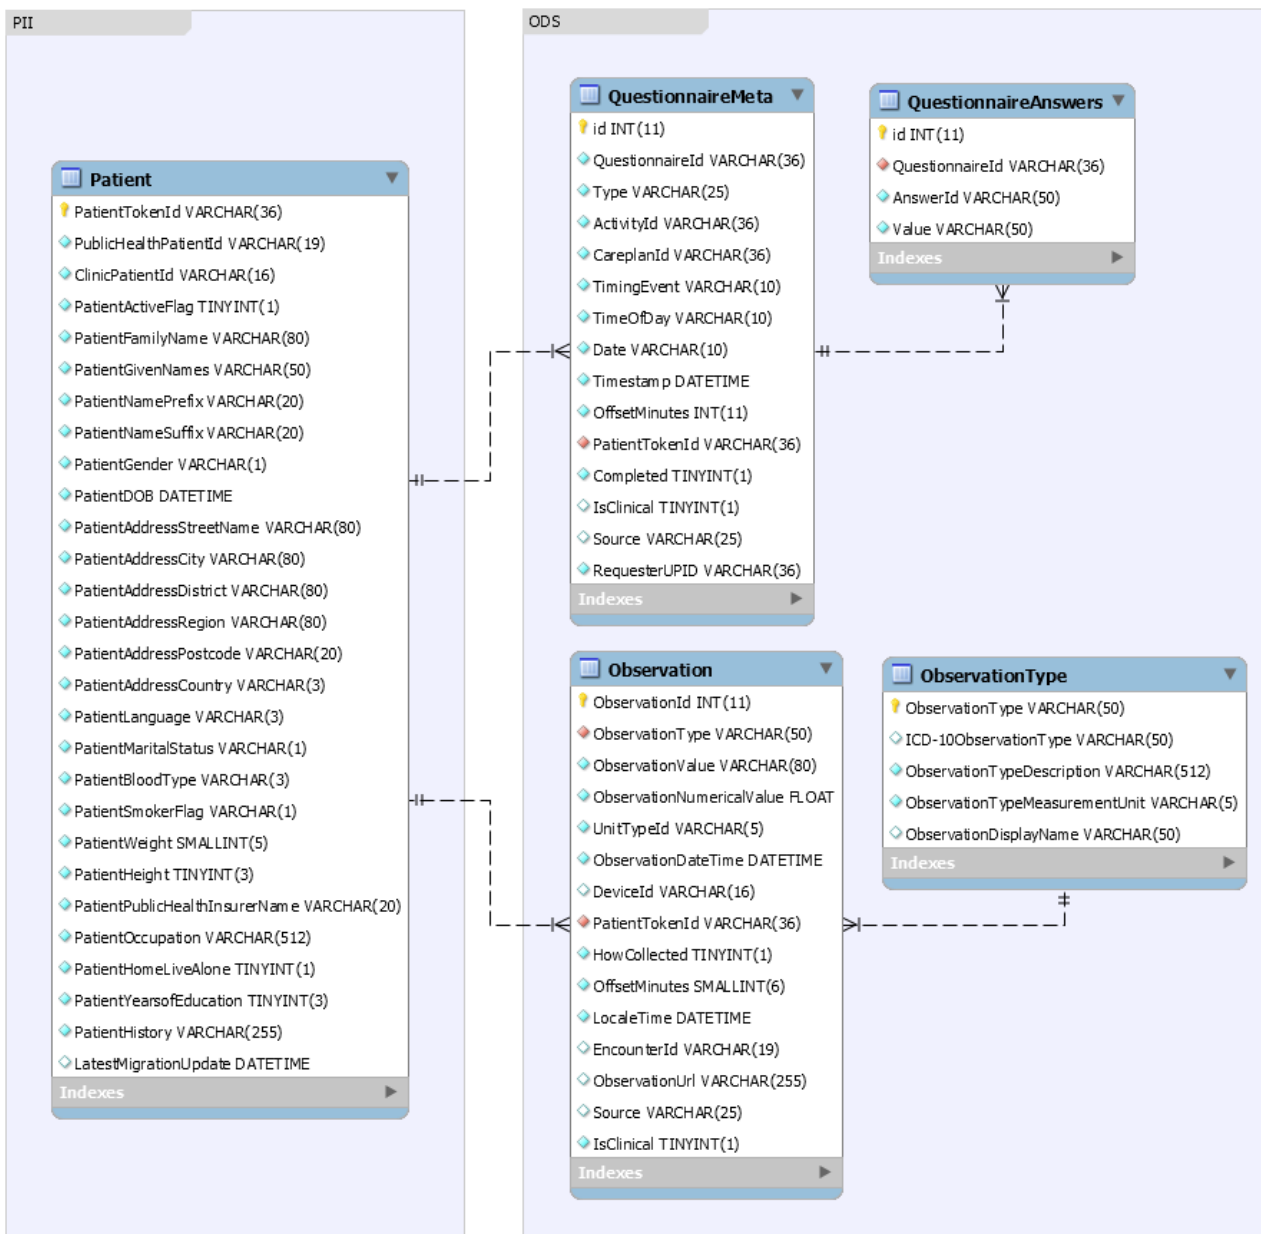 PII
Patient
PatientTokenId VARCHAR(36)
PublicHealthPatientId VARCHAR(19)
ClinicPatientId VARCHAR(16)
PatientActiveFlag TINYINT(1)
PatientFamilyName VARCHAR(80)
PatientGivenNames VARCHAR(50)
PatientNamePrefix VARCHAR(20)
PatientNameSuffix VARCHAR(20)
PatientGender VARCHAR(1)
PatientDOB DATETIME
PatientAddressStreetName VARCHAR(80)
PatientAddressCity VARCHAR(80)
PatientAddressDistrict VARCHAR(80)
PatientAddressRegion VARCHAR(80)
PatientAddressPostcode VARCHAR(20)
PatientAddressCountry VARCHAR(3)
PatientLanguage VARCHAR(3)
PatientMaritalStatus VARCHAR(1)
PatientBloodType VARCHAR(3)
PatientSmokerFlag VARCHAR(1)
PatientWeight SMALLINT(5)
PatientHeight TINYINT(3)
PatientPublicHealthInsurerName VARCHAR(20)
PatientOccupation VARCHAR(512)
PatientHomeLiveAlone TINYINT(1)
PatientYearsofEducation TINYINT(3)
PatientHistory VARCHAR(255)
LatestMigrationUpdate DATETIME
Indexes
ODS
QuestionnaireMeta
id INT(11)
QuestionnaireId VARCHAR(36)
Type VARCHAR(25)
ActivityId VARCHAR(36)
CareplanId VARCHAR(36)
TimingEvent VARCHAR(10)
TimeOfDay VARCHAR(10)
Date VARCHAR(10)
Timestamp DATETIME
OffsetMinutes INT(11)
PatientTokenId VARCHAR(36)
Completed TINYINT(1)
IsClinical TINYINT(1)
Source VARCHAR(25)
RequesterUPID VARCHAR(36)
Indexes
QuestionnaireAnswers
id INT(11)
QuestionnaireId VARCHAR(36)
AnswerId VARCHAR(50)
Value VARCHAR(50)
Indexes
Observation
ObservationId INT(11)
ObservationType VARCHAR(50)
ObservationValue VARCHAR(80)
ObservationNumericalValue FLOAT
UnitTypeId VARCHAR(5)
ObservationDateTime DATETIME
DeviceId VARCHAR(16)
PatientTokenId VARCHAR(36)
HowCollected TINYINT(1)
OffsetMinutes SMALLINT(6)
LocaleTime DATETIME
EncounterId VARCHAR(19)
ObservationUrl VARCHAR(255)
Source VARCHAR(25)
IsClinical TINYINT(1)
Indexes
ObservationType
ObservationType VARCHAR(50)
ICD-10ObservationType VARCHAR(50)
ObservationTypeDescription VARCHAR(512)
ObservationTypeMeasurementUnit VARCHAR(5)
ObservationDisplayName VARCHAR(50)
Indexes